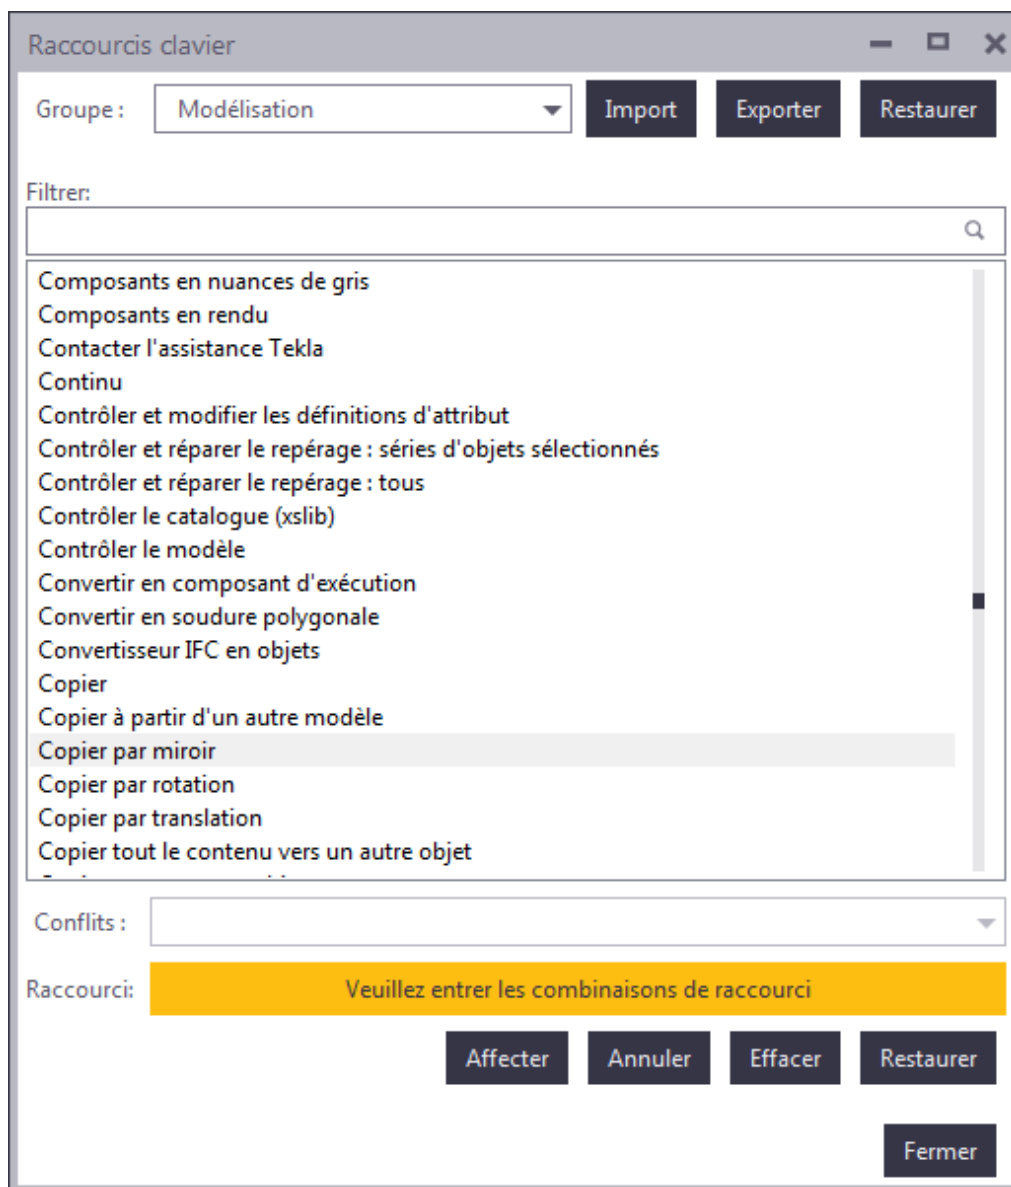 Raccourcis clavier
Groupe :
Modélisation
Import
Exporter
Restaurer
Filtrer:
Composants en nuances de gris
Composants en rendu
Contacter l'assistance Tekla
Continu
Contrôler et modifier les définitions d'attribut
Contrôler et réparer le repérage : séries d'objets sélectionnés
Contrôler et réparer le repérage : tous
Contrôler le catalogue (xslib)
Contrôler le modèle
Convertir en composant d'exécution
Convertir en soudure polygonale
Convertisseur IFC en objets
Copier
Copier à partir d'un autre modèle
Copier par miroir
Copier par rotation
Copier par translation
Copier tout le contenu vers un autre objet
Conflits :
Raccourci:
Veuillez entrer les combinaisons de raccourci
Affecter
Annuler
Effacer
Restaurer
Fermer